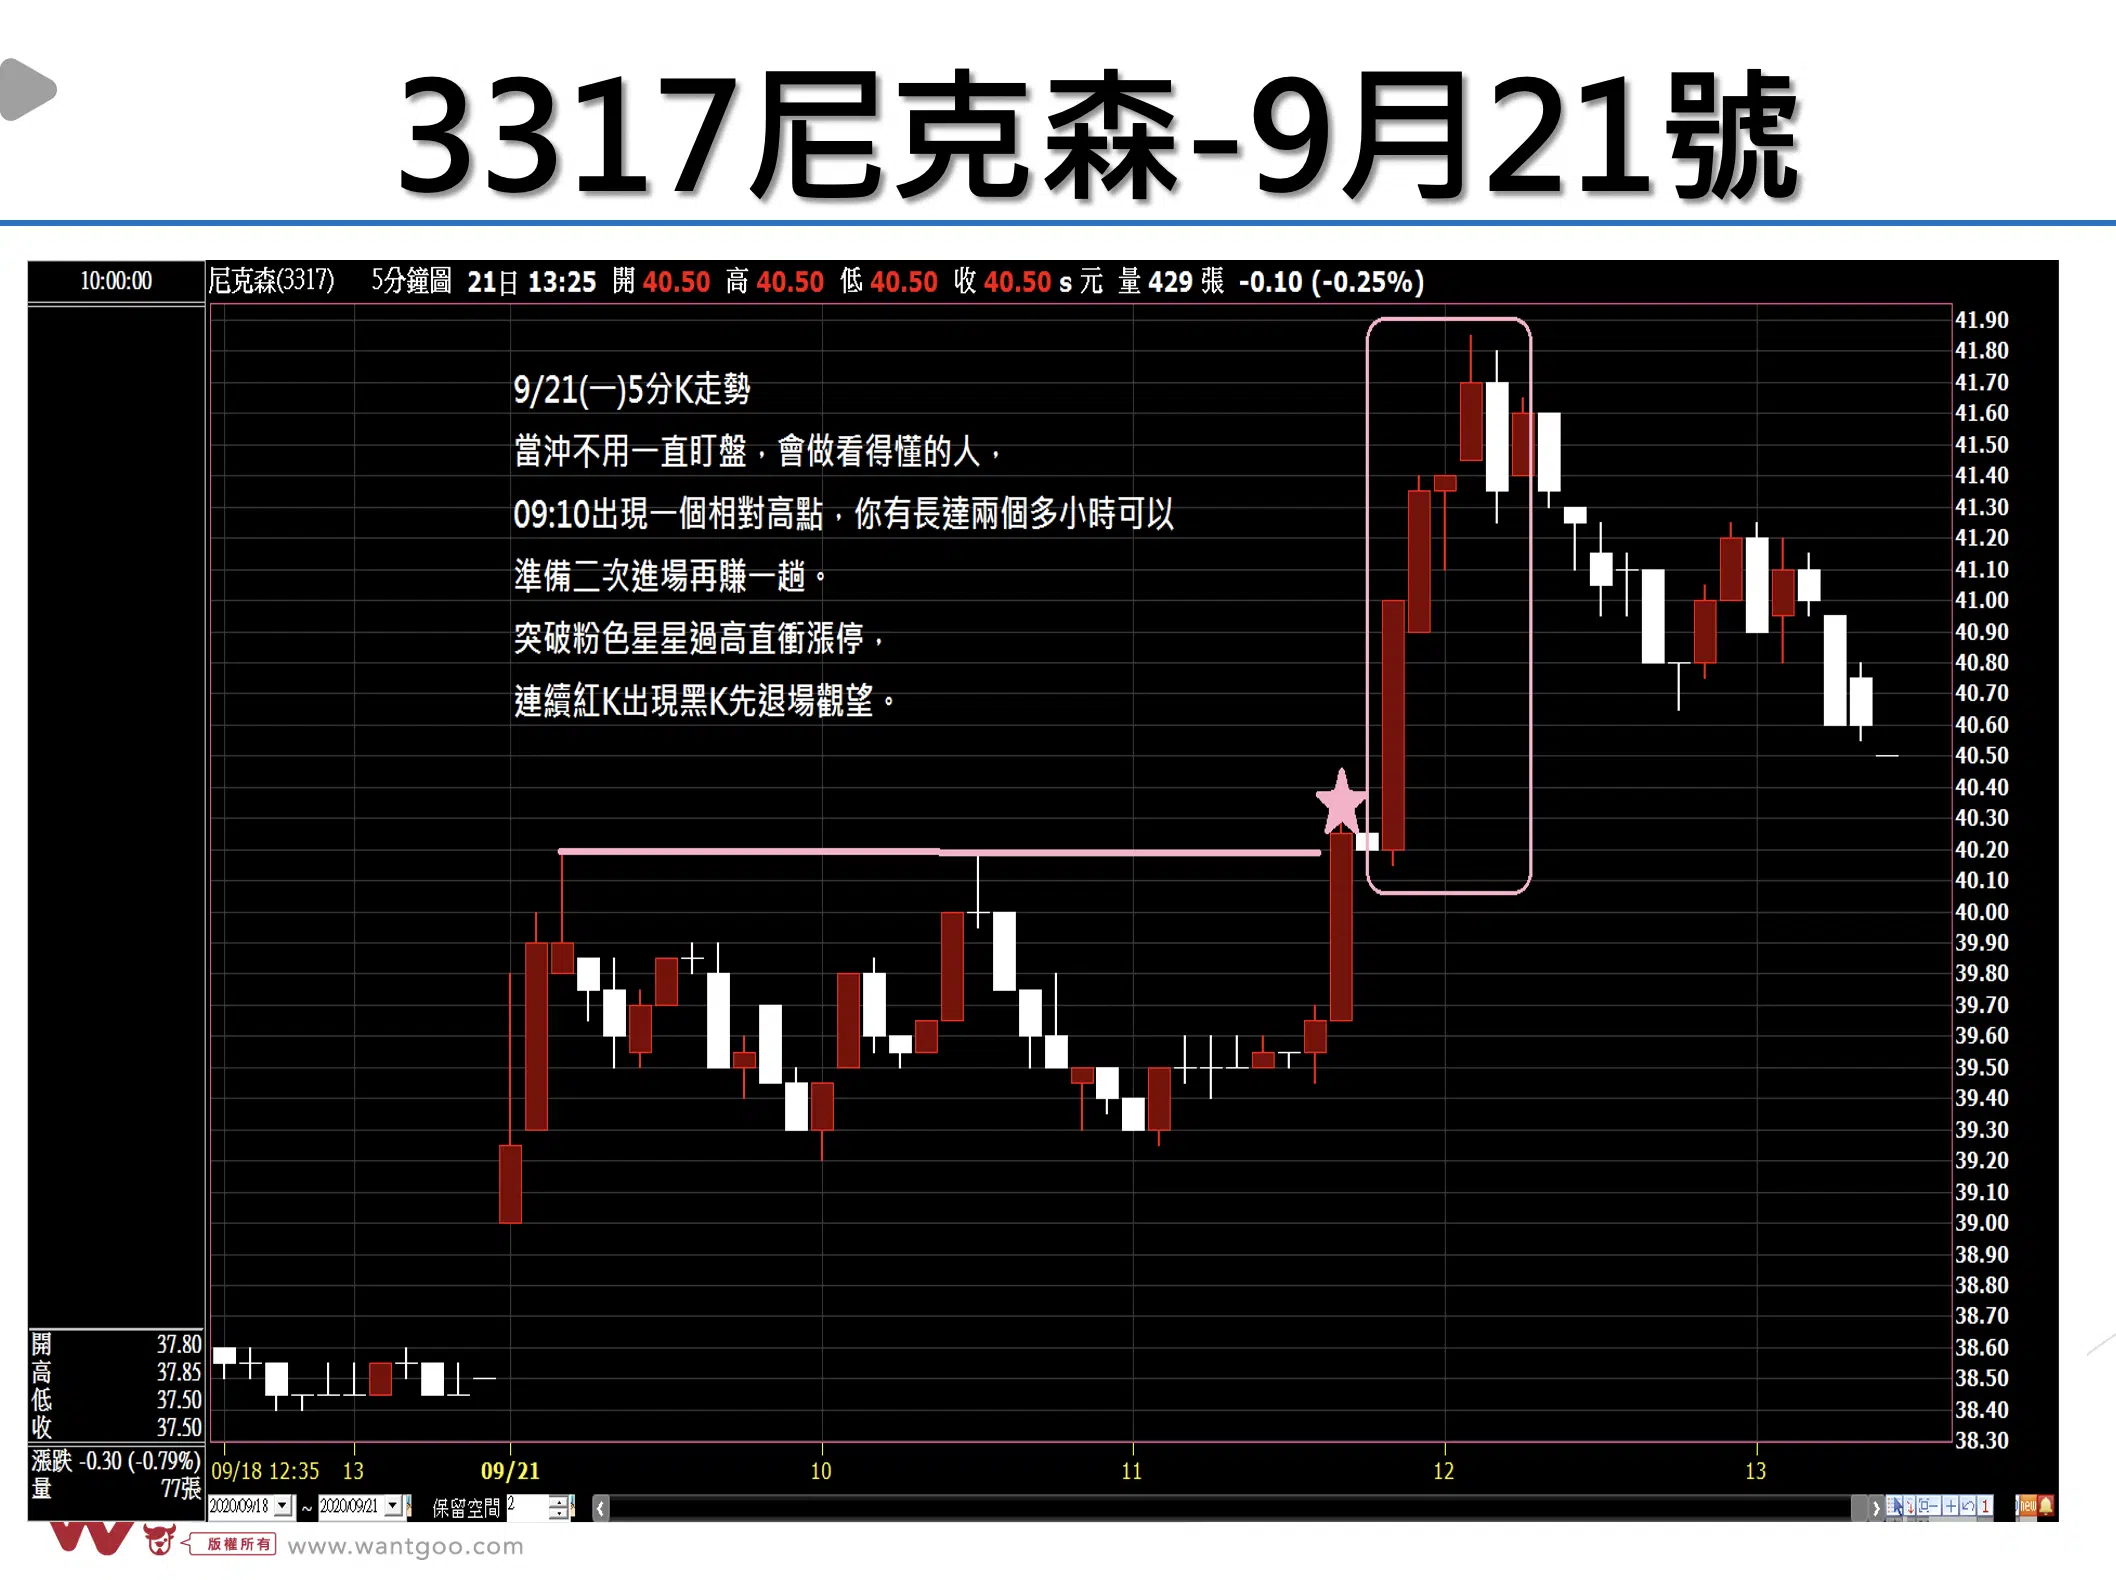 3317尼克森-9月21號
10:00:00
尼克森(3317) 5分鐘圖 21日 13:25 開 40.50 高 40.50 低 40.50 收 40.50 s 元 量 429 張 -0.10 (-0.25%)
9/21(一)5分K走勢
當沖不用一直盯盤，會做看得懂的人，
09:10出現一個相對高點，你有長達兩個多小時可以
準備二次進場再賺一趟。
突破粉色星星過高直衝漲停，
連續紅K出現黑K先退場觀望。
41.90
41.80
41.70
41.60
41.50
41.40
41.30
41.20
41.10
41.00
40.90
40.80
40.70
40.60
40.50
40.40
40.30
40.20
40.10
40.00
39.90
39.80
39.70
39.60
39.50
39.40
39.30
39.20
39.10
39.00
38.90
38.80
38.70
38.60
38.50
38.40
38.30
開 37.80
高 37.85
低 37.50
收 37.50
漲跌 -0.30 (-0.79%)
量 77張
09/18 12:35 13 09/21 10 11 12 13
2020/09/18 ~ 2020/09/21 保留空間 2
1 new
版權所有 www.wantgoo.com